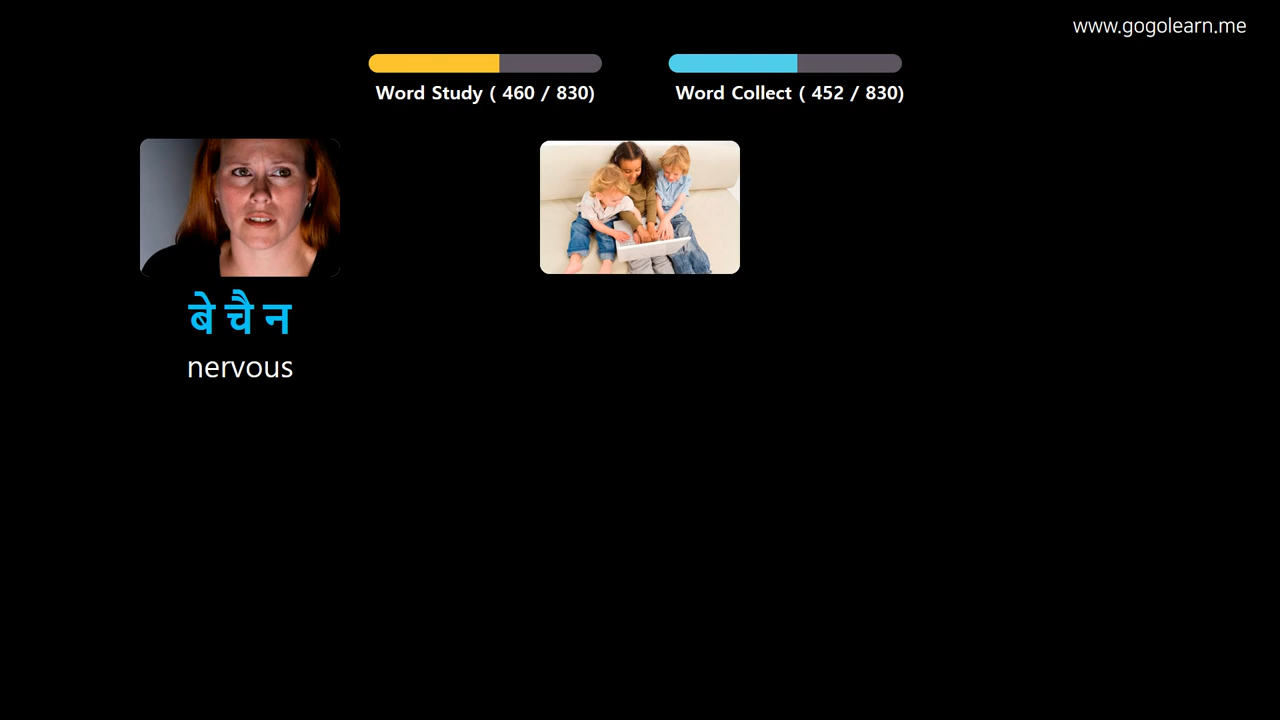 www.gogolearn.me
Word Study ( 460 / 830)
Word Collect ( 452 / 830)
बे चै न
nervous